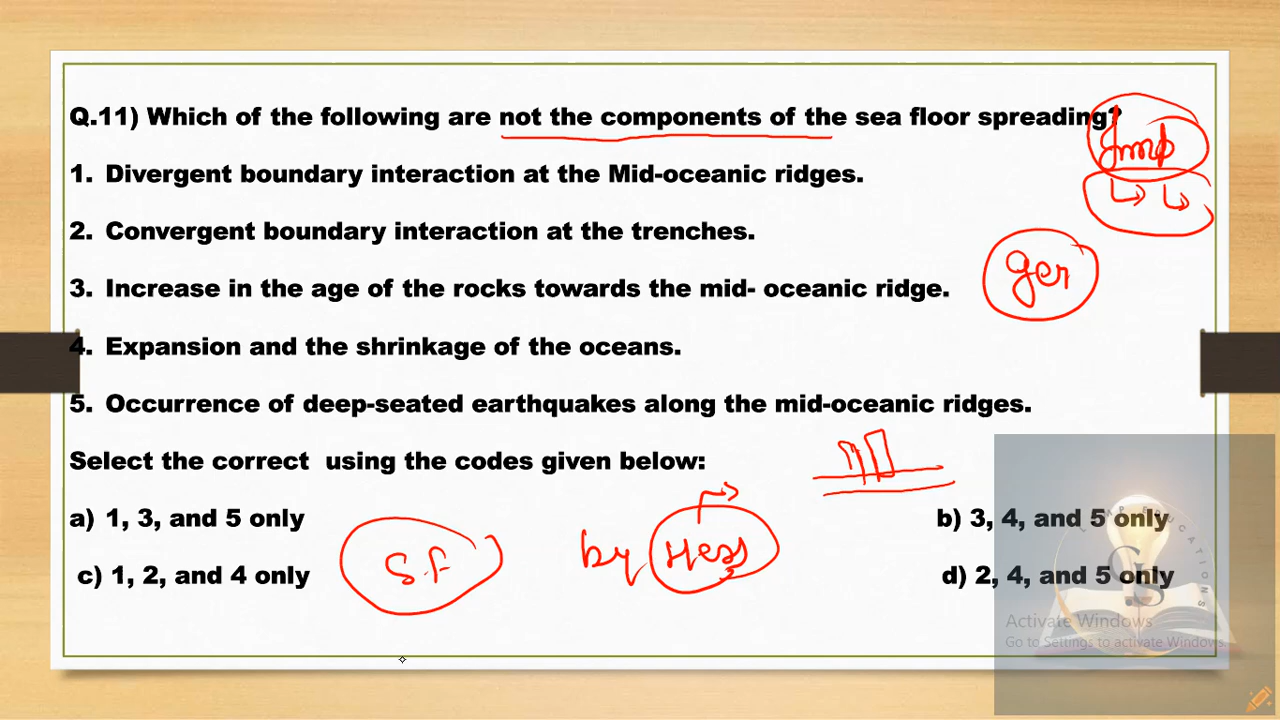 Q.11) Which of the following are not the components of the sea floor spreading?
Imp
1. Divergent boundary interaction at the Mid-oceanic ridges.
2. Convergent boundary interaction at the trenches.
3. Increase in the age of the rocks towards the mid- oceanic ridge.
4. Expansion and the shrinkage of the oceans.
5. Occurrence of deep-seated earthquakes along the mid-oceanic ridges.
Select the correct using the codes given below:
a) 1, 3, and 5 only
b) 3, 4, and 5 only
c) 1, 2, and 4 only
S.F
by Hess
d) 2, 4, and 5 only
Activate Windows
Go to Settings to activate Windows.